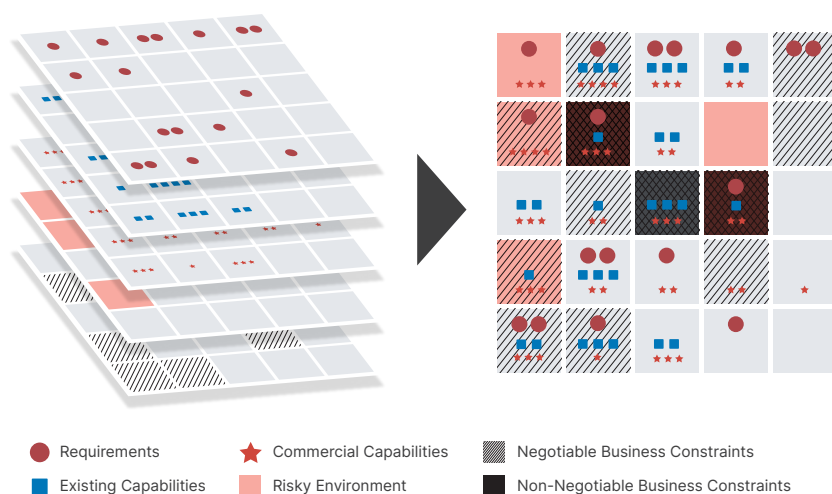 Requirements
Commercial Capabilities
Negotiable Business Constraints
Existing Capabilities
Risky Environment
Non-Negotiable Business Constraints